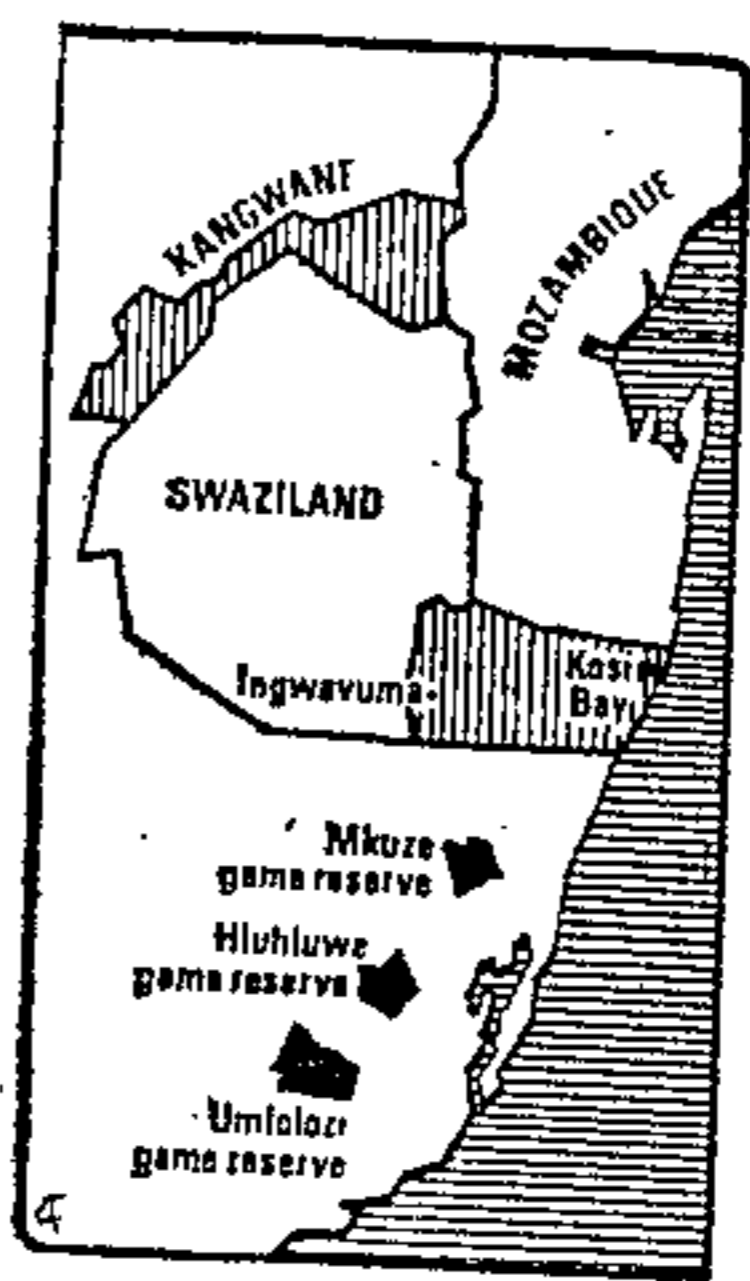 KANGWANE
MOZAMBIQUE
SWAZILAND
Ingwavuma
Kosi
Bay
Mkuze
game reserve
Hluhluwe
game reserve
Umfolozi
game reserve